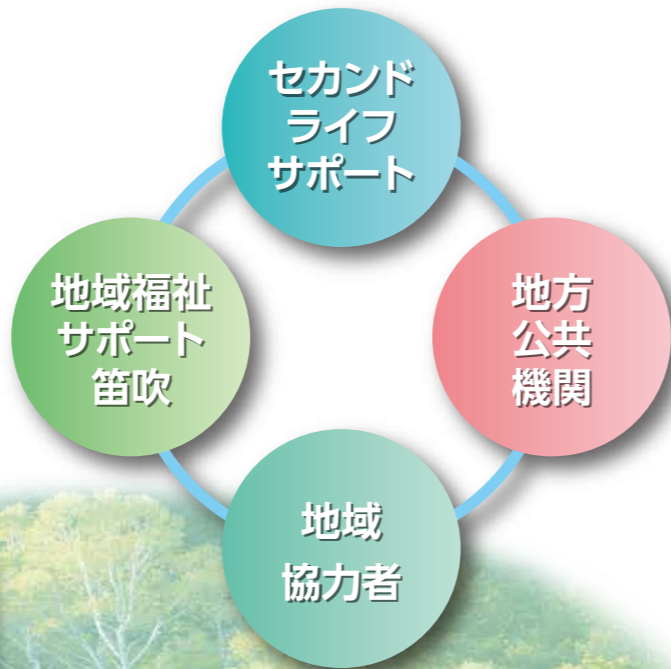 セカンド
ライフ
サポート
地域福祉
サポート
笛吹
地方
公共
機関
地域
協力者